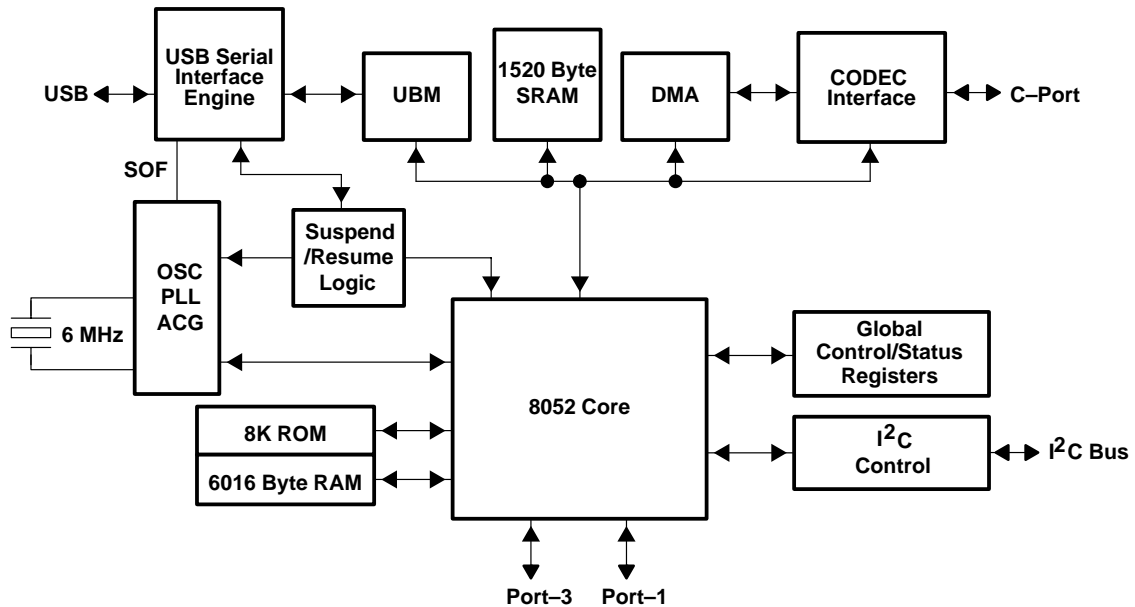 USB Serial
Interface
Engine
USB
UBM
1520 Byte
SRAM
DMA
CODEC
Interface
C–Port
SOF
Suspend
/Resume
Logic
OSC
PLL
ACG
6 MHz
8052 Core
Global
Control/Status
Registers
8K ROM
6016 Byte RAM
I2C
Control
I2C Bus
Port–3
Port–1